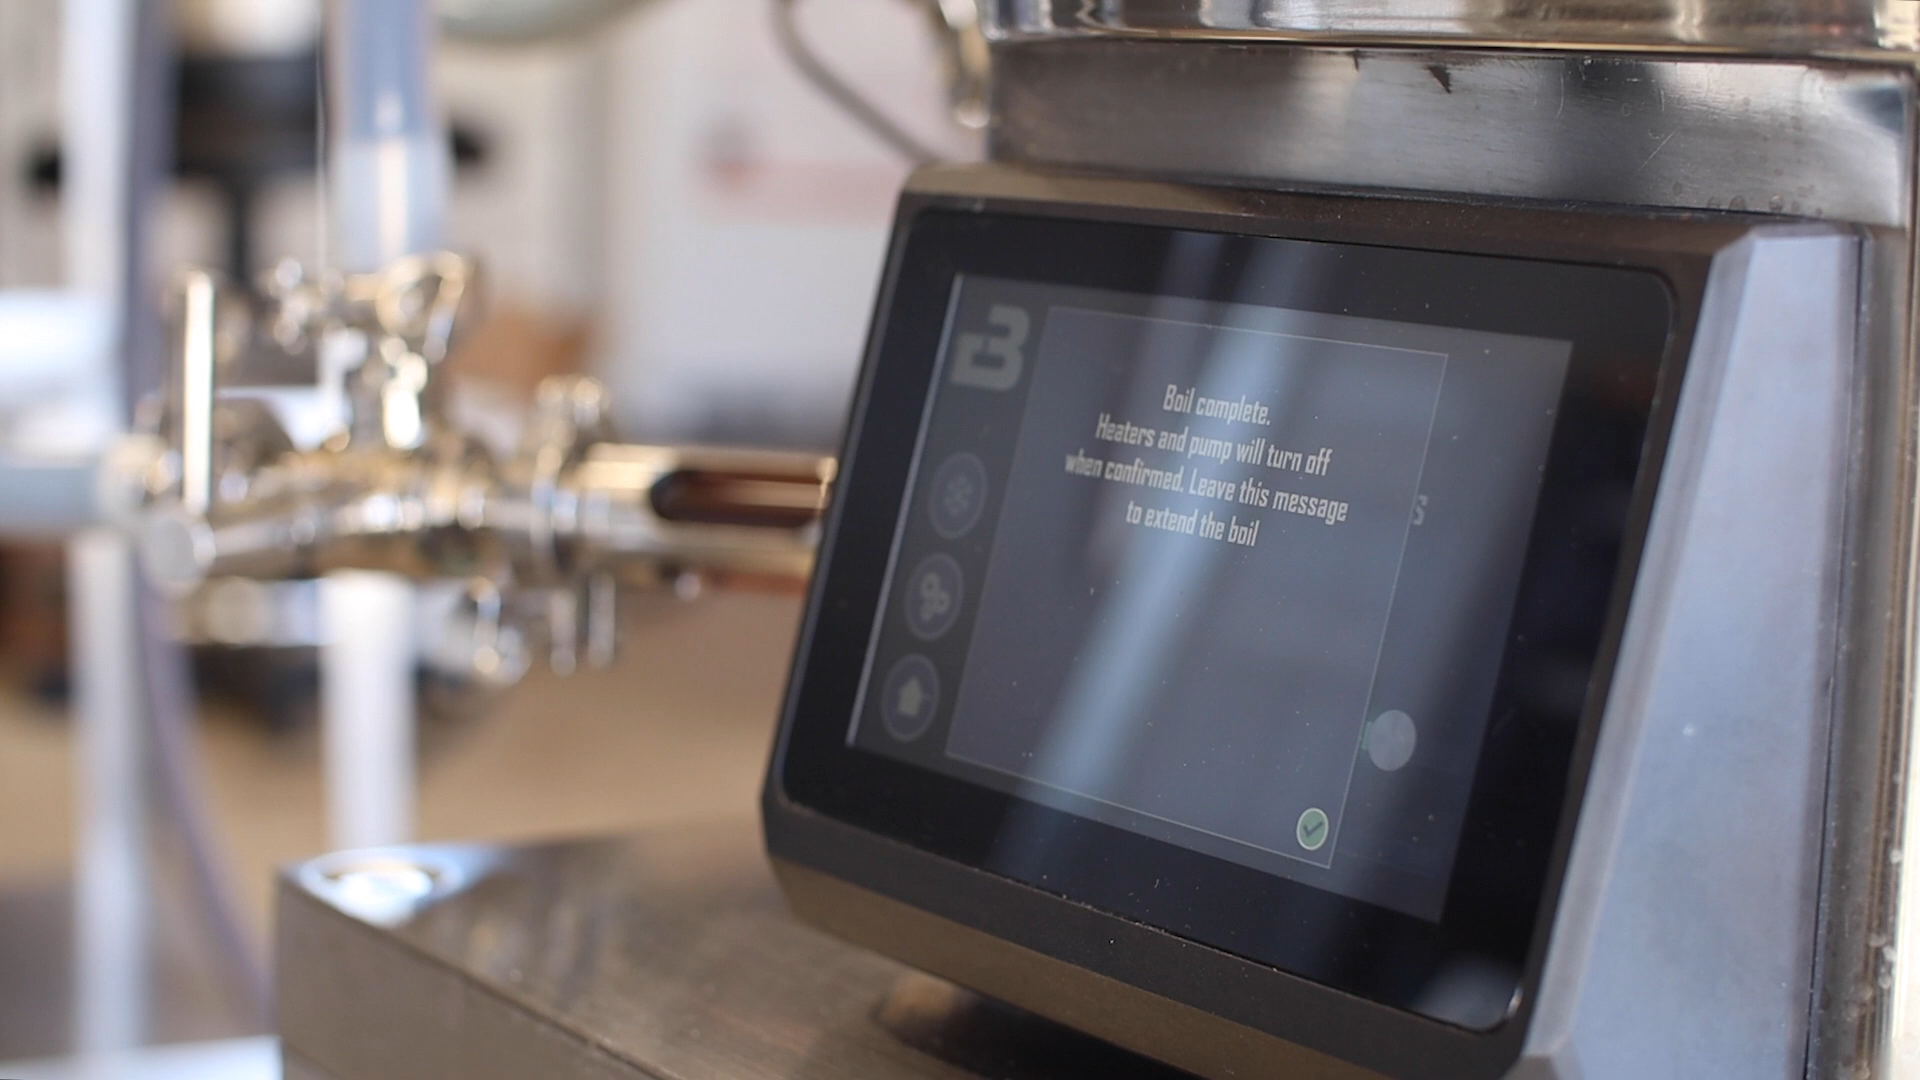 Boil complete.
Heaters and pump will turn off
when confirmed. Leave this message
to extend the boil